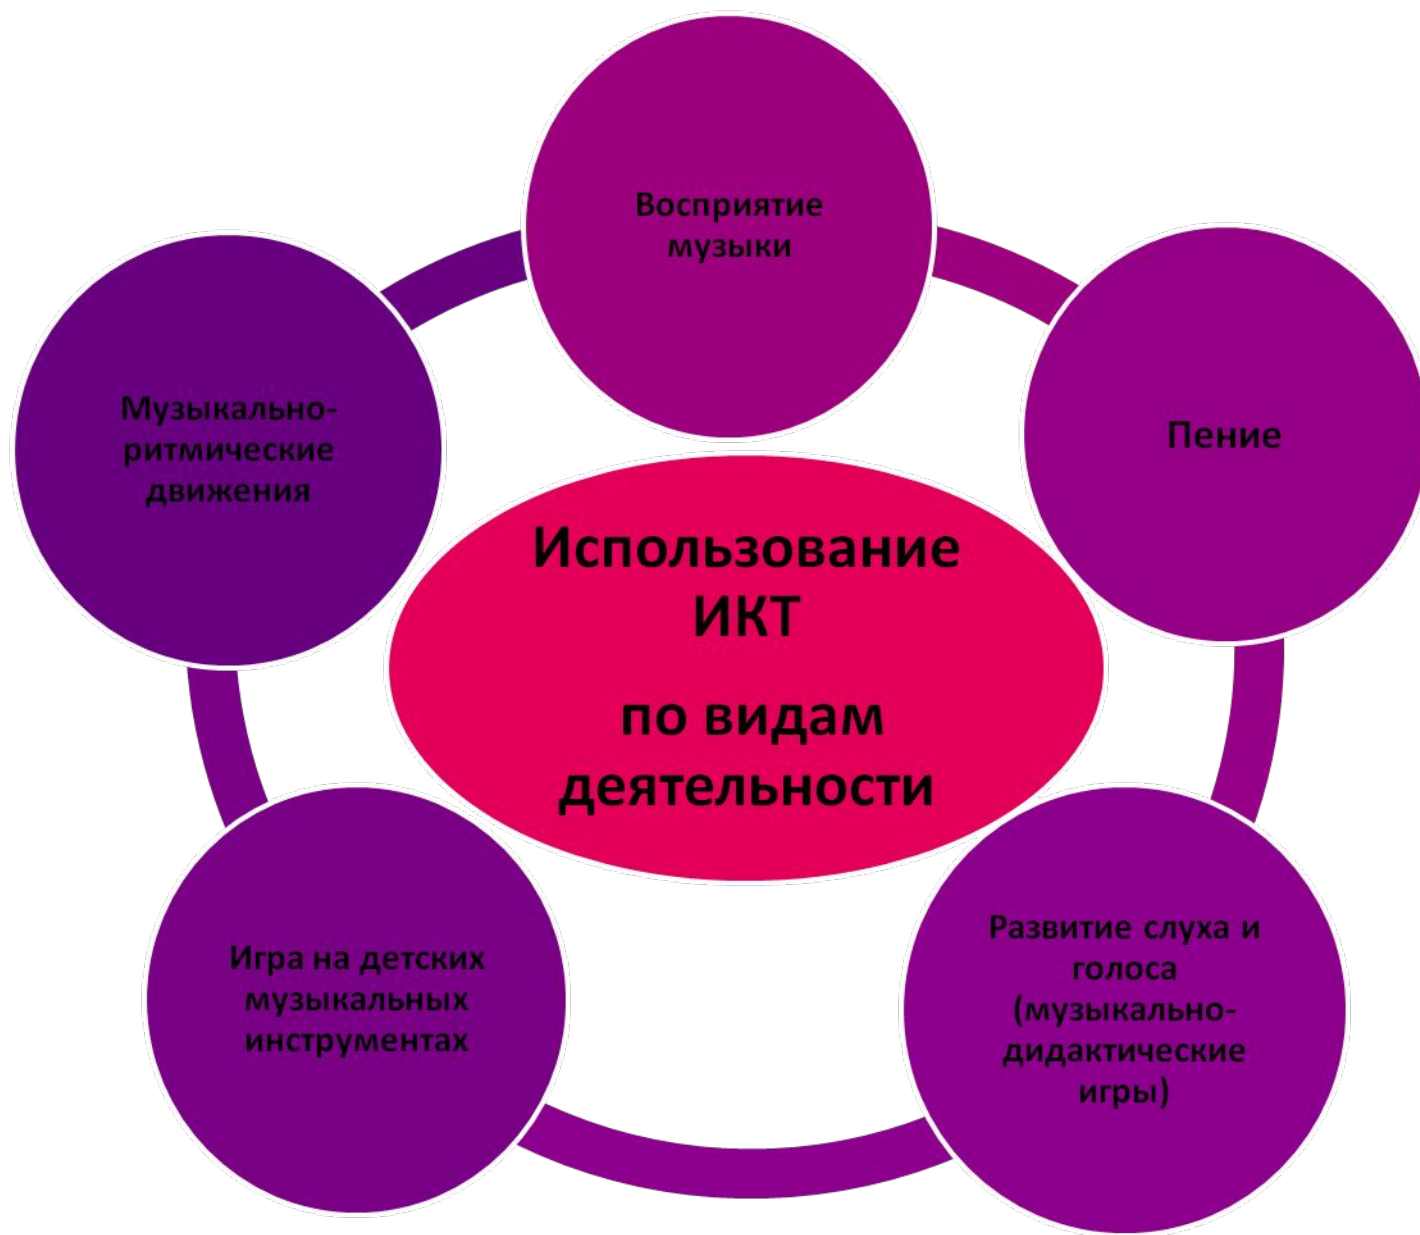 Восприятие
музыки
Пение
Развитие слуха и
голоса
(музыкально-
дидактические
игры)
Игра на детских
музыкальных
инструментах
Музыкально-
ритмические
движения
Использование
ИКТ
по видам
деятельности